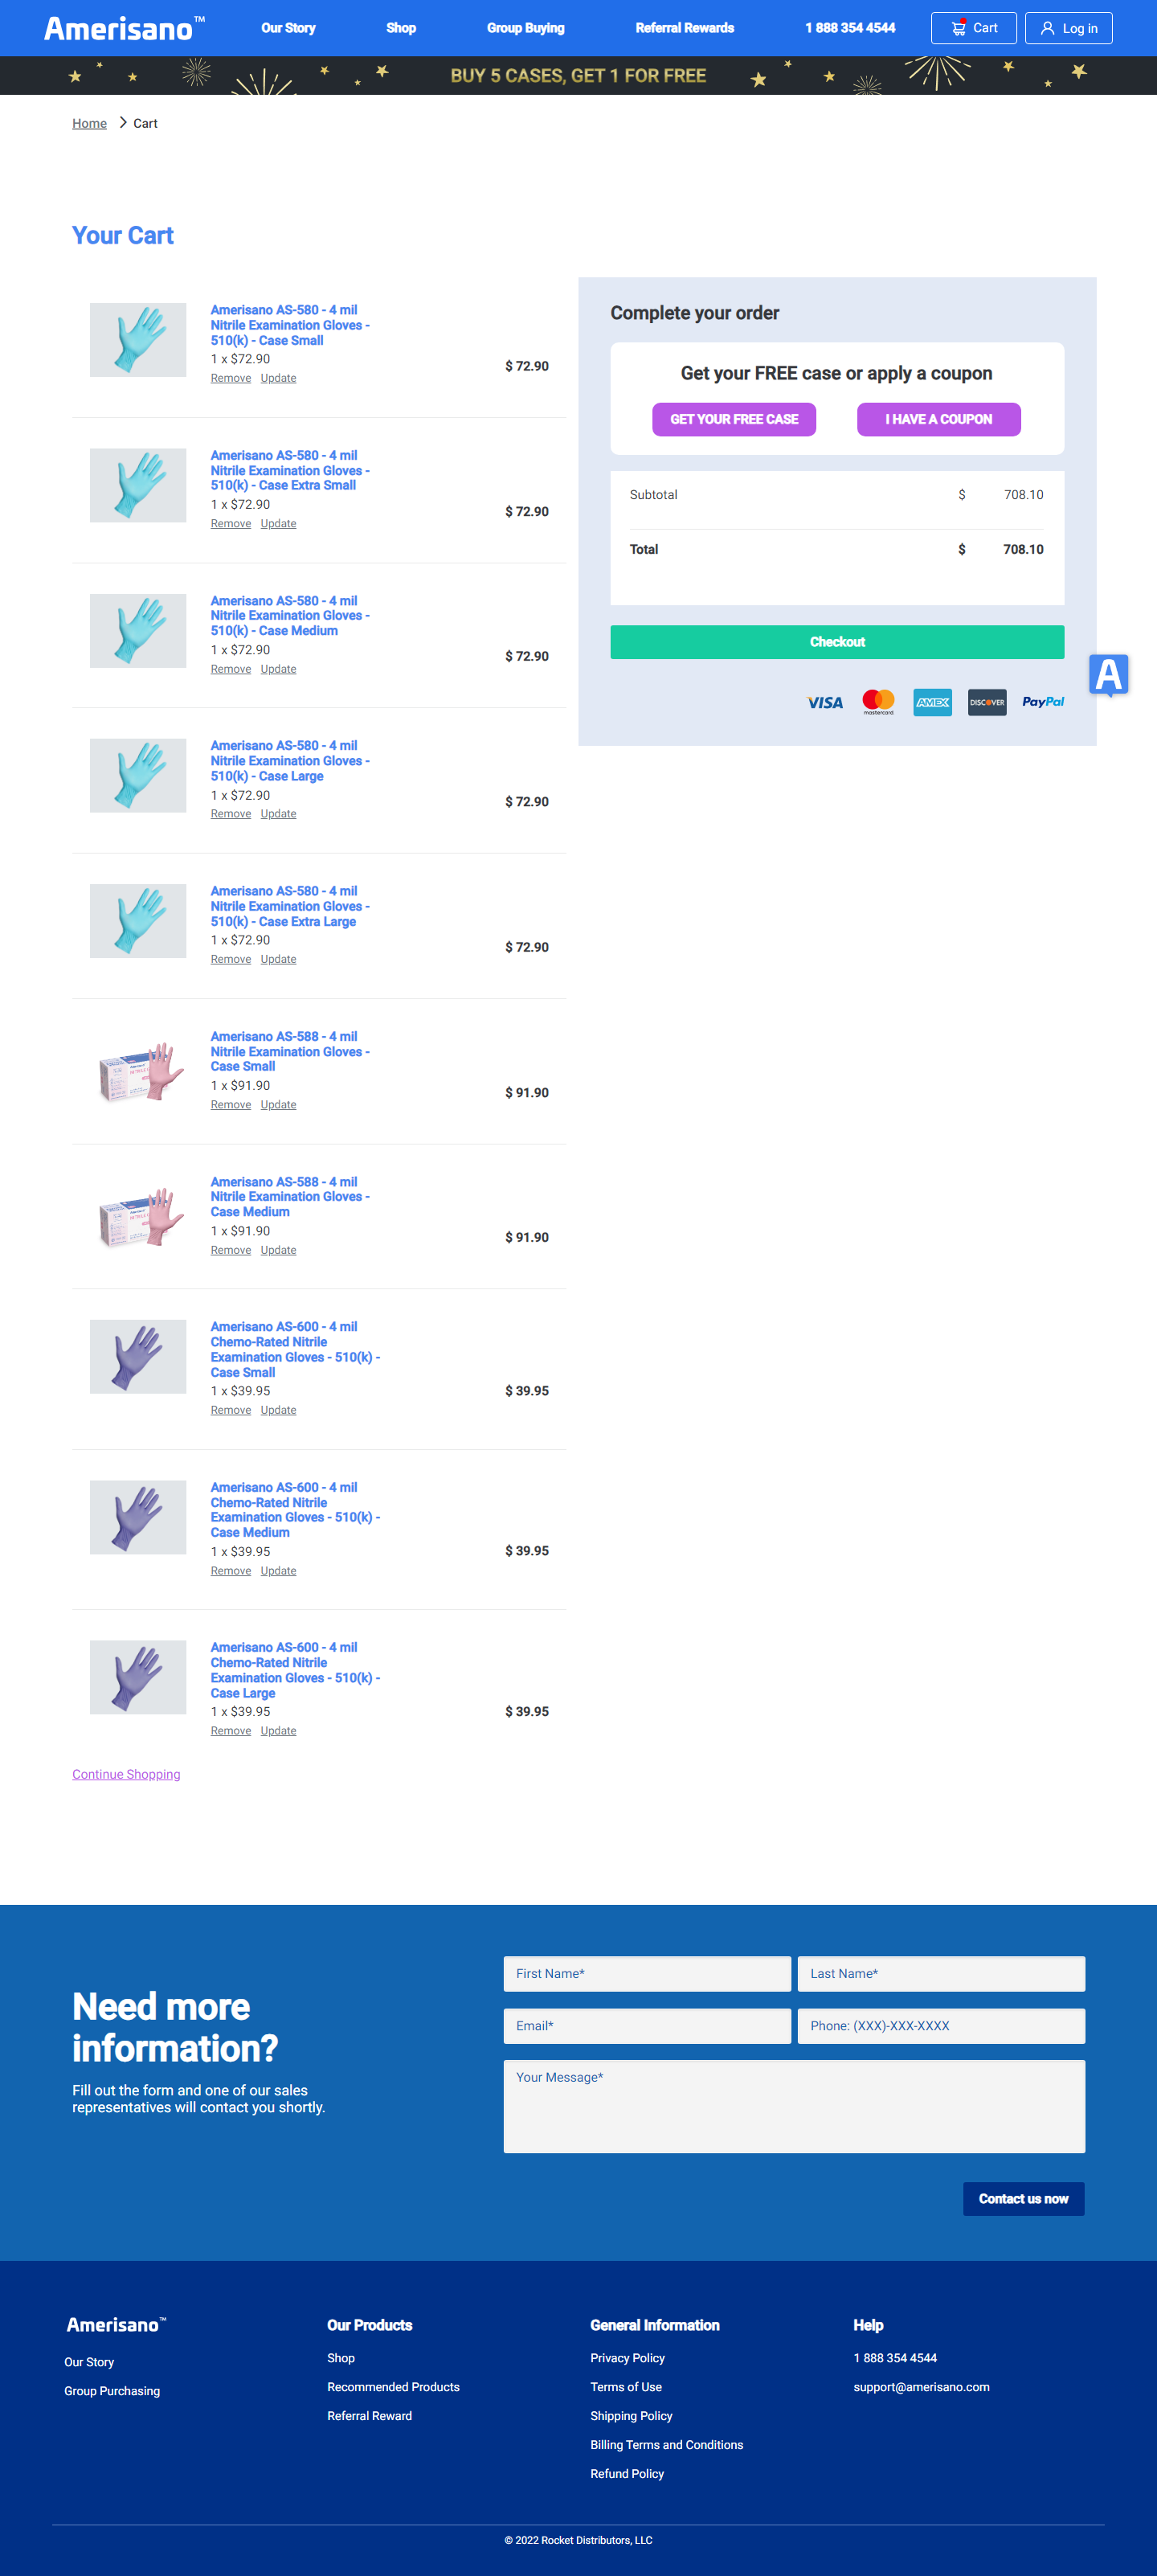 Amerisano™
Our Story
Shop
Group Buying
Referral Rewards
1 888 354 4544
Cart
Log in
BUY 5 CASES, GET 1 FOR FREE
Home
Cart
Your Cart
Amerisano AS-580 - 4 mil
Nitrile Examination Gloves -
510(k) - Case Small
1 x $72.90
Remove Update
$ 72.90
Amerisano AS-580 - 4 mil
Nitrile Examination Gloves -
510(k) - Case Extra Small
1 x $72.90
Remove Update
$ 72.90
Amerisano AS-580 - 4 mil
Nitrile Examination Gloves -
510(k) - Case Medium
1 x $72.90
Remove Update
$ 72.90
Amerisano AS-580 - 4 mil
Nitrile Examination Gloves -
510(k) - Case Large
1 x $72.90
Remove Update
$ 72.90
Amerisano AS-580 - 4 mil
Nitrile Examination Gloves -
510(k) - Case Extra Large
1 x $72.90
Remove Update
$ 72.90
Amerisano AS-588 - 4 mil
Nitrile Examination Gloves -
Case Small
1 x $91.90
Remove Update
$ 91.90
Amerisano AS-588 - 4 mil
Nitrile Examination Gloves -
Case Medium
1 x $91.90
Remove Update
$ 91.90
Amerisano AS-600 - 4 mil
Chemo-Rated Nitrile
Examination Gloves - 510(k) -
Case Small
1 x $39.95
Remove Update
$ 39.95
Amerisano AS-600 - 4 mil
Chemo-Rated Nitrile
Examination Gloves - 510(k) -
Case Medium
1 x $39.95
Remove Update
$ 39.95
Amerisano AS-600 - 4 mil
Chemo-Rated Nitrile
Examination Gloves - 510(k) -
Case Large
1 x $39.95
Remove Update
$ 39.95
Continue Shopping
Complete your order
Get your FREE case or apply a coupon
GET YOUR FREE CASE
I HAVE A COUPON
Subtotal $ 708.10
Total $ 708.10
Checkout
VISA
mastercard
AMEX
DISCOVER
PayPal
A
Need more
information?
Fill out the form and one of our sales
representatives will contact you shortly.
First Name*
Last Name*
Email*
Phone: (XXX)-XXX-XXXX
Your Message*
Contact us now
Amerisano™
Our Story
Group Purchasing
Our Products
Shop
Recommended Products
Referral Reward
General Information
Privacy Policy
Terms of Use
Shipping Policy
Billing Terms and Conditions
Refund Policy
Help
1 888 354 4544
support@amerisano.com
© 2022 Rocket Distributors, LLC